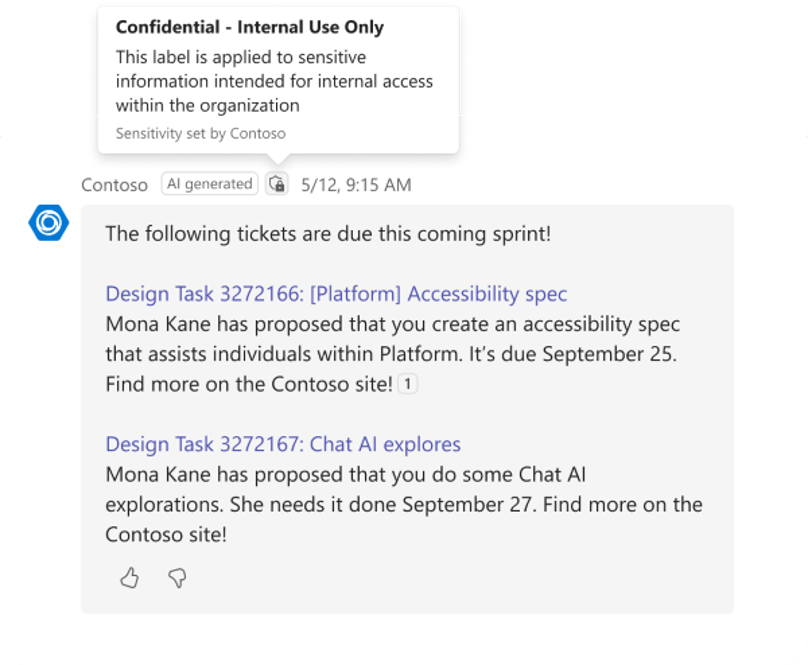 Confidential - Internal Use Only
This label is applied to sensitive
information intended for internal access
within the organization
Sensitivity set by Contoso
Contoso AI generated 5/12, 9:15 AM
The following tickets are due this coming sprint!
Design Task 3272166: [Platform] Accessibility spec
Mona Kane has proposed that you create an accessibility spec
that assists individuals within Platform. It’s due September 25.
Find more on the Contoso site! 1
Design Task 3272167: Chat AI explores
Mona Kane has proposed that you do some Chat AI
explorations. She needs it done September 27. Find more on the
Contoso site!